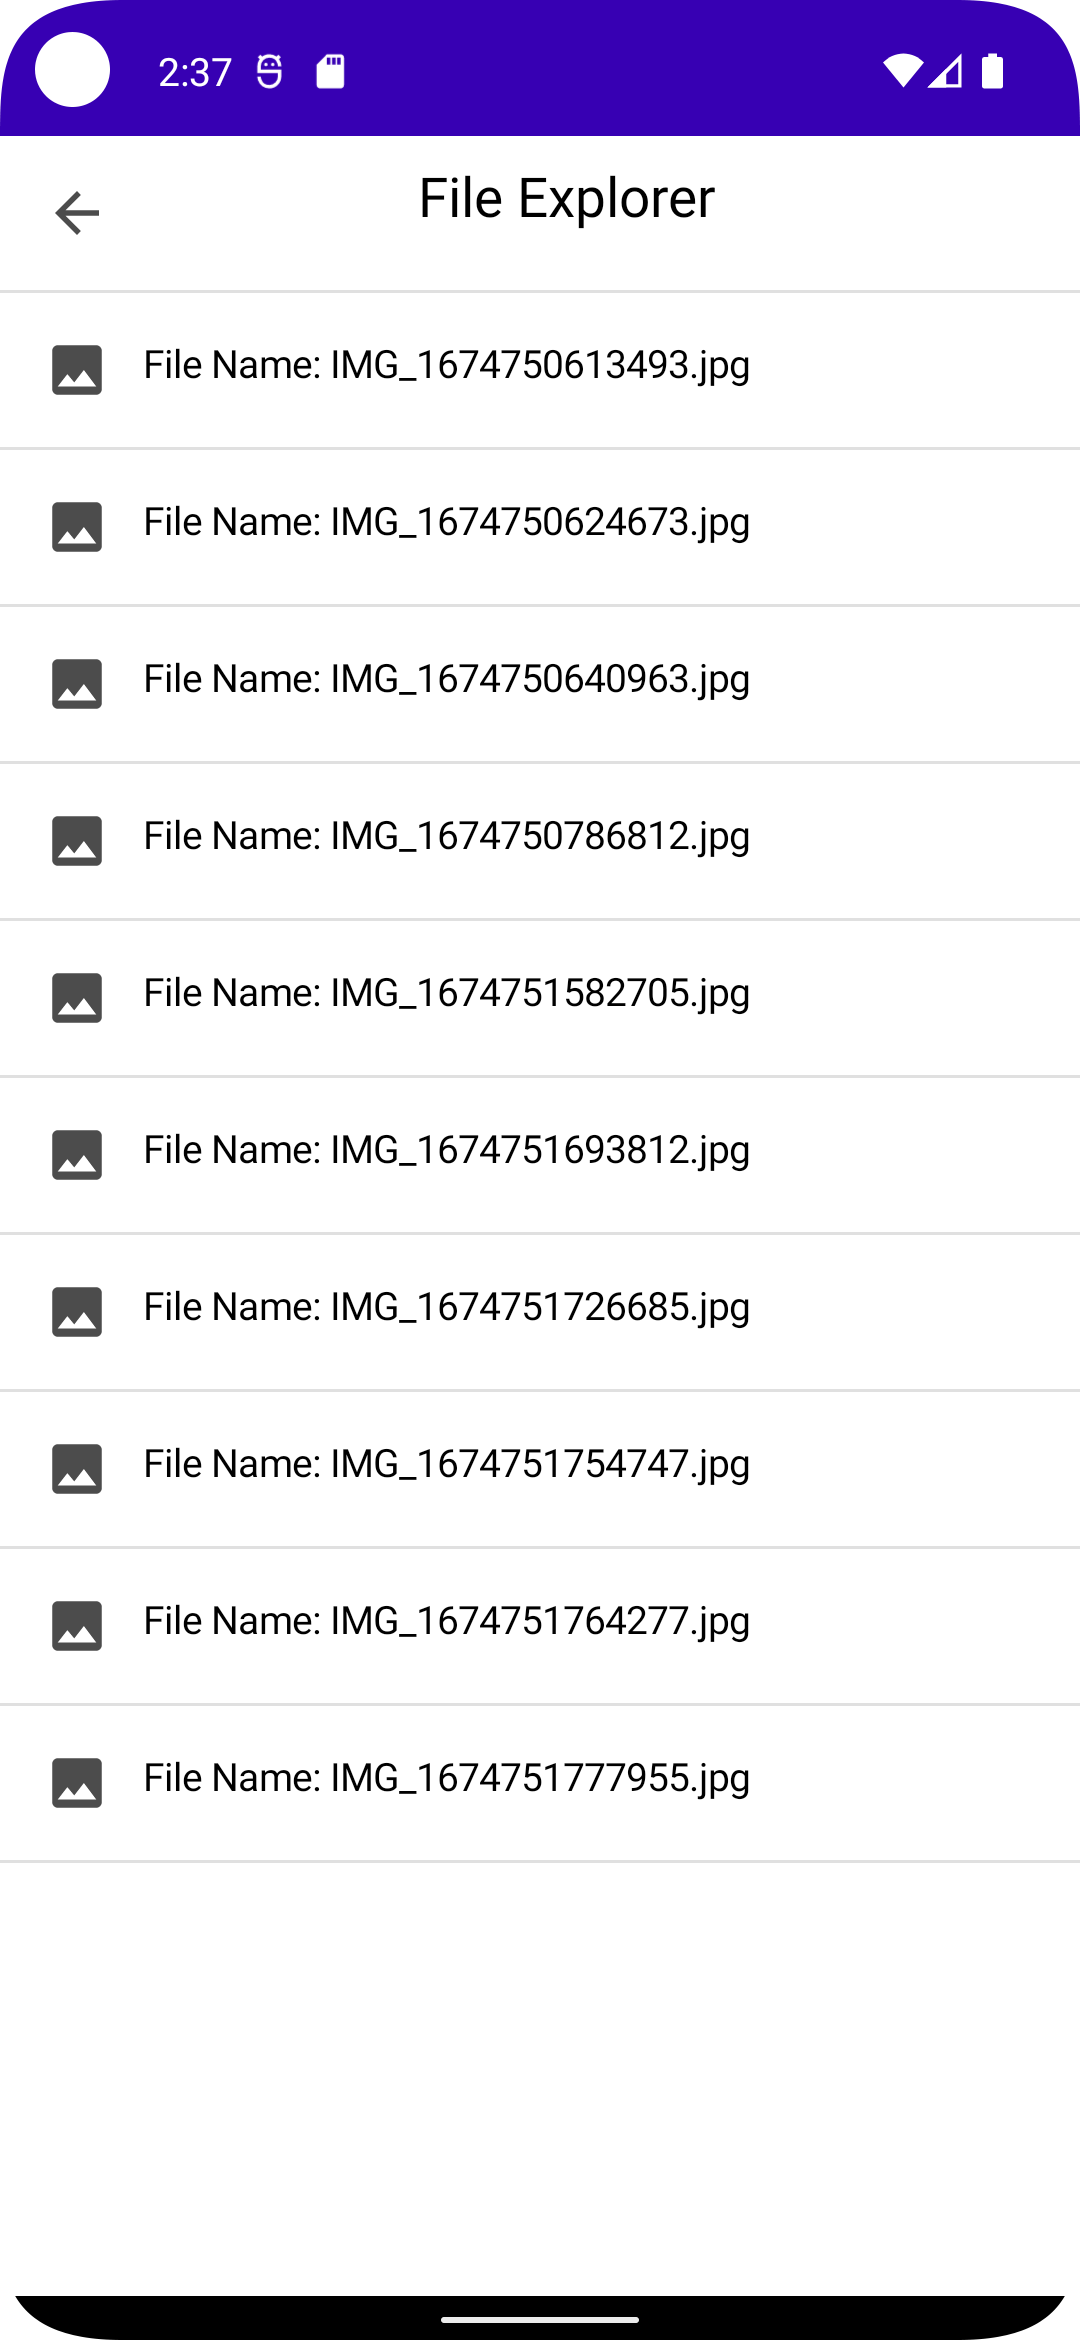 2:37
File Explorer
File Name: IMG_1674750613493.jpg
File Name: IMG_1674750624673.jpg
File Name: IMG_1674750640963.jpg
File Name: IMG_1674750786812.jpg
File Name: IMG_1674751582705.jpg
File Name: IMG_1674751693812.jpg
File Name: IMG_1674751726685.jpg
File Name: IMG_1674751754747.jpg
File Name: IMG_1674751764277.jpg
File Name: IMG_1674751777955.jpg